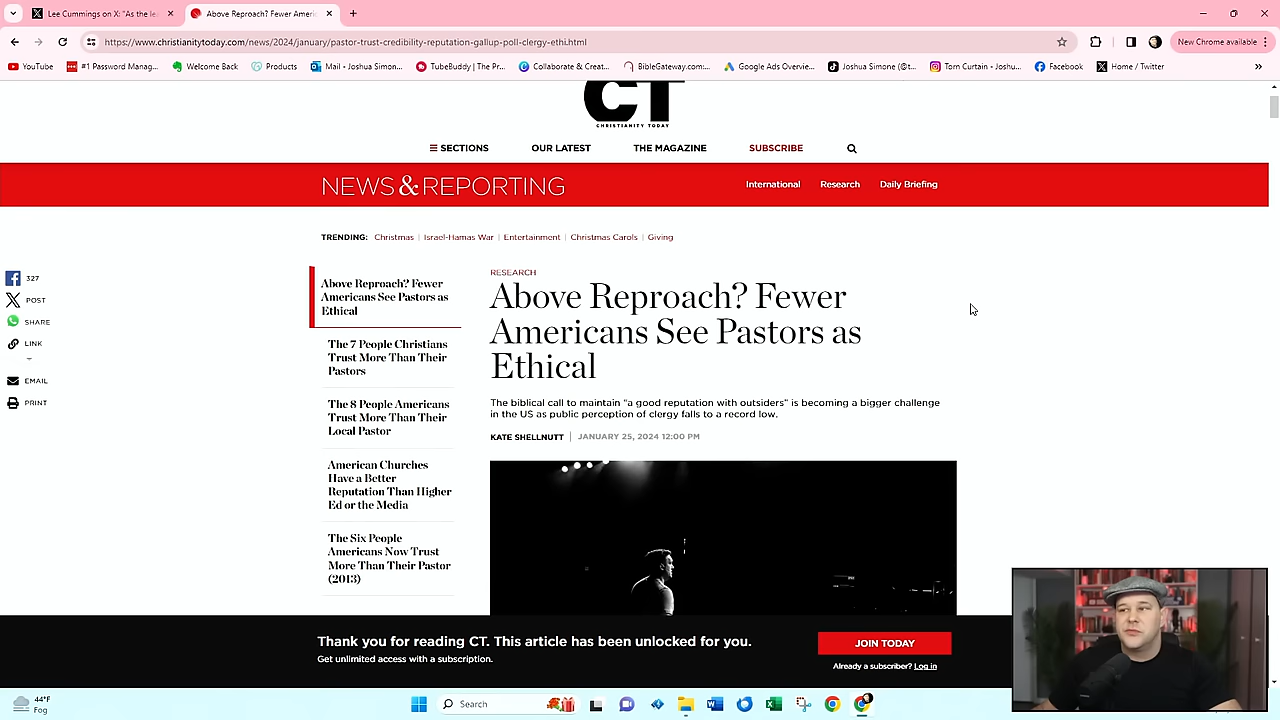 Lee Cummings on X: "As the lea
Above Reproach? Fewer Ameri
https://www.christianitytoday.com/news/2024/january/pastor-trust-credibility-reputation-gallup-poll-clergy-ethi.html
New Chrome available
YouTube
#1 Password Manag...
Welcome Back
Products
Mail - Joshua Simon...
TubeBuddy | The Pr...
Collaborate & Creat...
BibleGateway.com:...
Google Ads Overvie...
Joshua Simone (@t...
Tom Curtain • Joshu...
Facebook
Home / Twitter
CT
CHRISTIANITY TODAY
SECTIONS
OUR LATEST
THE MAGAZINE
SUBSCRIBE
NEWS & REPORTING
International
Research
Daily Briefing
TRENDING: Christmas | Israel-Hamas War | Entertainment | Christmas Carols | Giving
327
POST
SHARE
LINK
EMAIL
PRINT
Above Reproach? Fewer
Americans See Pastors as
Ethical
The 7 People Christians
Trust More Than Their
Pastors
The 8 People Americans
Trust More Than Their
Local Pastor
American Churches
Have a Better
Reputation Than Higher
Ed or the Media
The Six People
Americans Now Trust
More Than Their Pastor
(2013)
RESEARCH
Above Reproach? Fewer
Americans See Pastors as
Ethical
The biblical call to maintain “a good reputation with outsiders” is becoming a bigger challenge
in the US as public perception of clergy falls to a record low.
KATE SHELLNUTT | JANUARY 25, 2024 12:00 PM
Thank you for reading CT. This article has been unlocked for you.
Get unlimited access with a subscription.
JOIN TODAY
Already a subscriber? Log in
44°F
Fog
Search